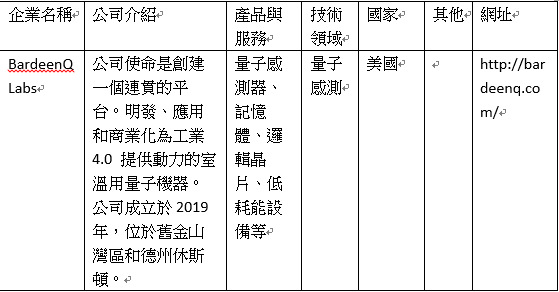 企業名稱
公司介紹
產品與
服務
技術
領域
國家
其他
網址
BardeenQ
Labs
公司使命是創建
一個連貫的平
台。明發、應用
和商業化為工業
4.0 提供動力的室
溫用量子機器。
公司成立於 2019
年，位於舊金山
灣區和德州休斯
頓。
量子感
測器、
記憶
體、邏
輯晶
片、低
耗能設
備等
量子
感測
美國
http://bar
deenq.co
m/